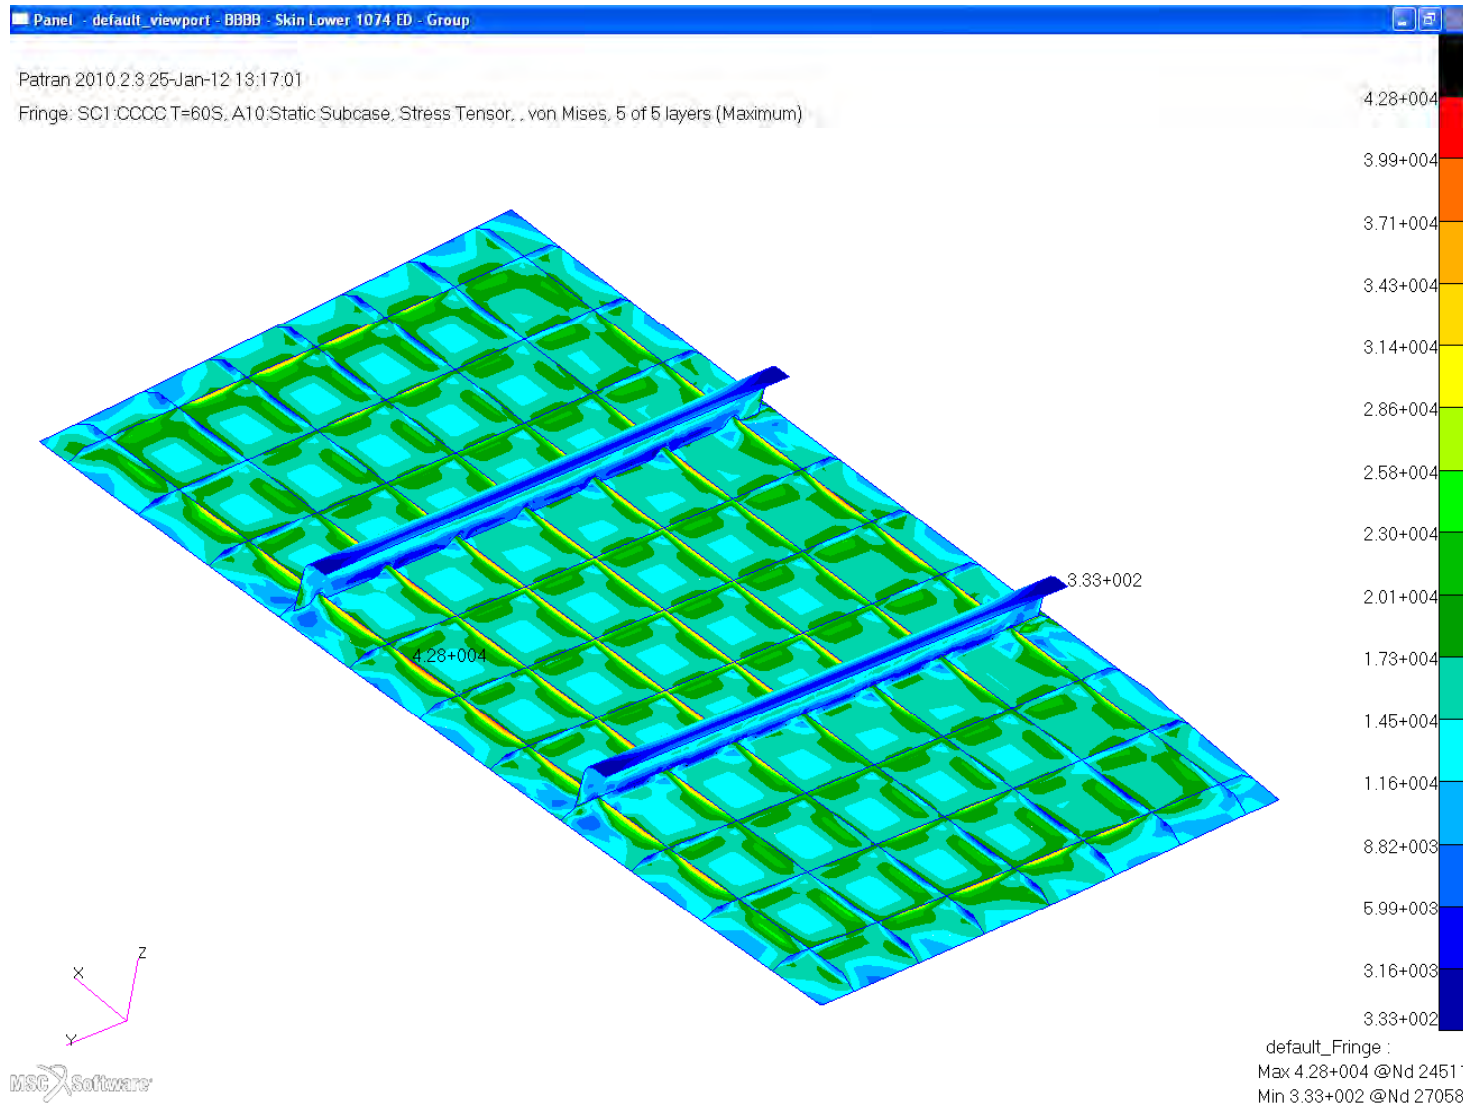 Panel - default_viewport - BBBB - Skin Lower 1074 ED - Group
Patran 2010.2.3 25-Jan-12 13:17:01
Fringe: SC1:CCCC T=60S, A10:Static Subcase, Stress Tensor, , von Mises, 5 of 5 layers (Maximum)
4.28+004
3.99+004
3.71+004
3.43+004
3.14+004
2.86+004
2.58+004
2.30+004
2.01+004
1.73+004
1.45+004
1.16+004
8.82+003
5.99+003
3.16+003
3.33+002
3.33+002
4.28+004
Z
X
Y
MSC Software
default_Fringe :
Max 4.28+004 @Nd 24517
Min 3.33+002 @Nd 27058